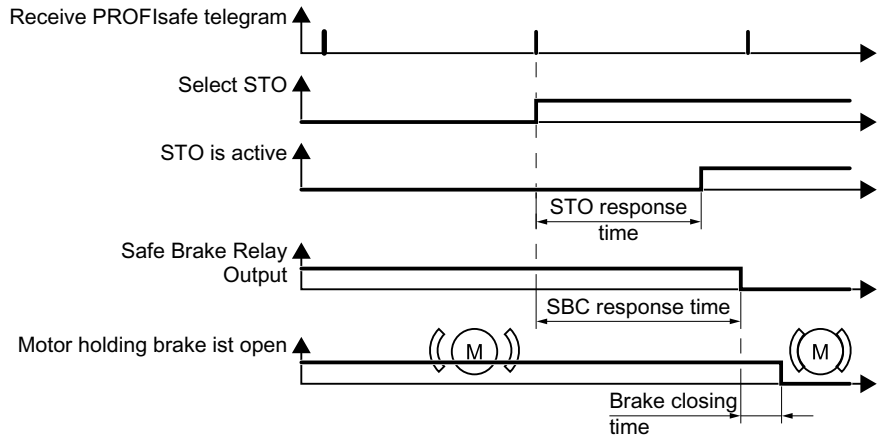 Receive PROFIsafe telegram
Select STO
STO is active
STO response
time
Safe Brake Relay
Output
SBC response time
Motor holding brake ist open
M
M
Brake closing
time